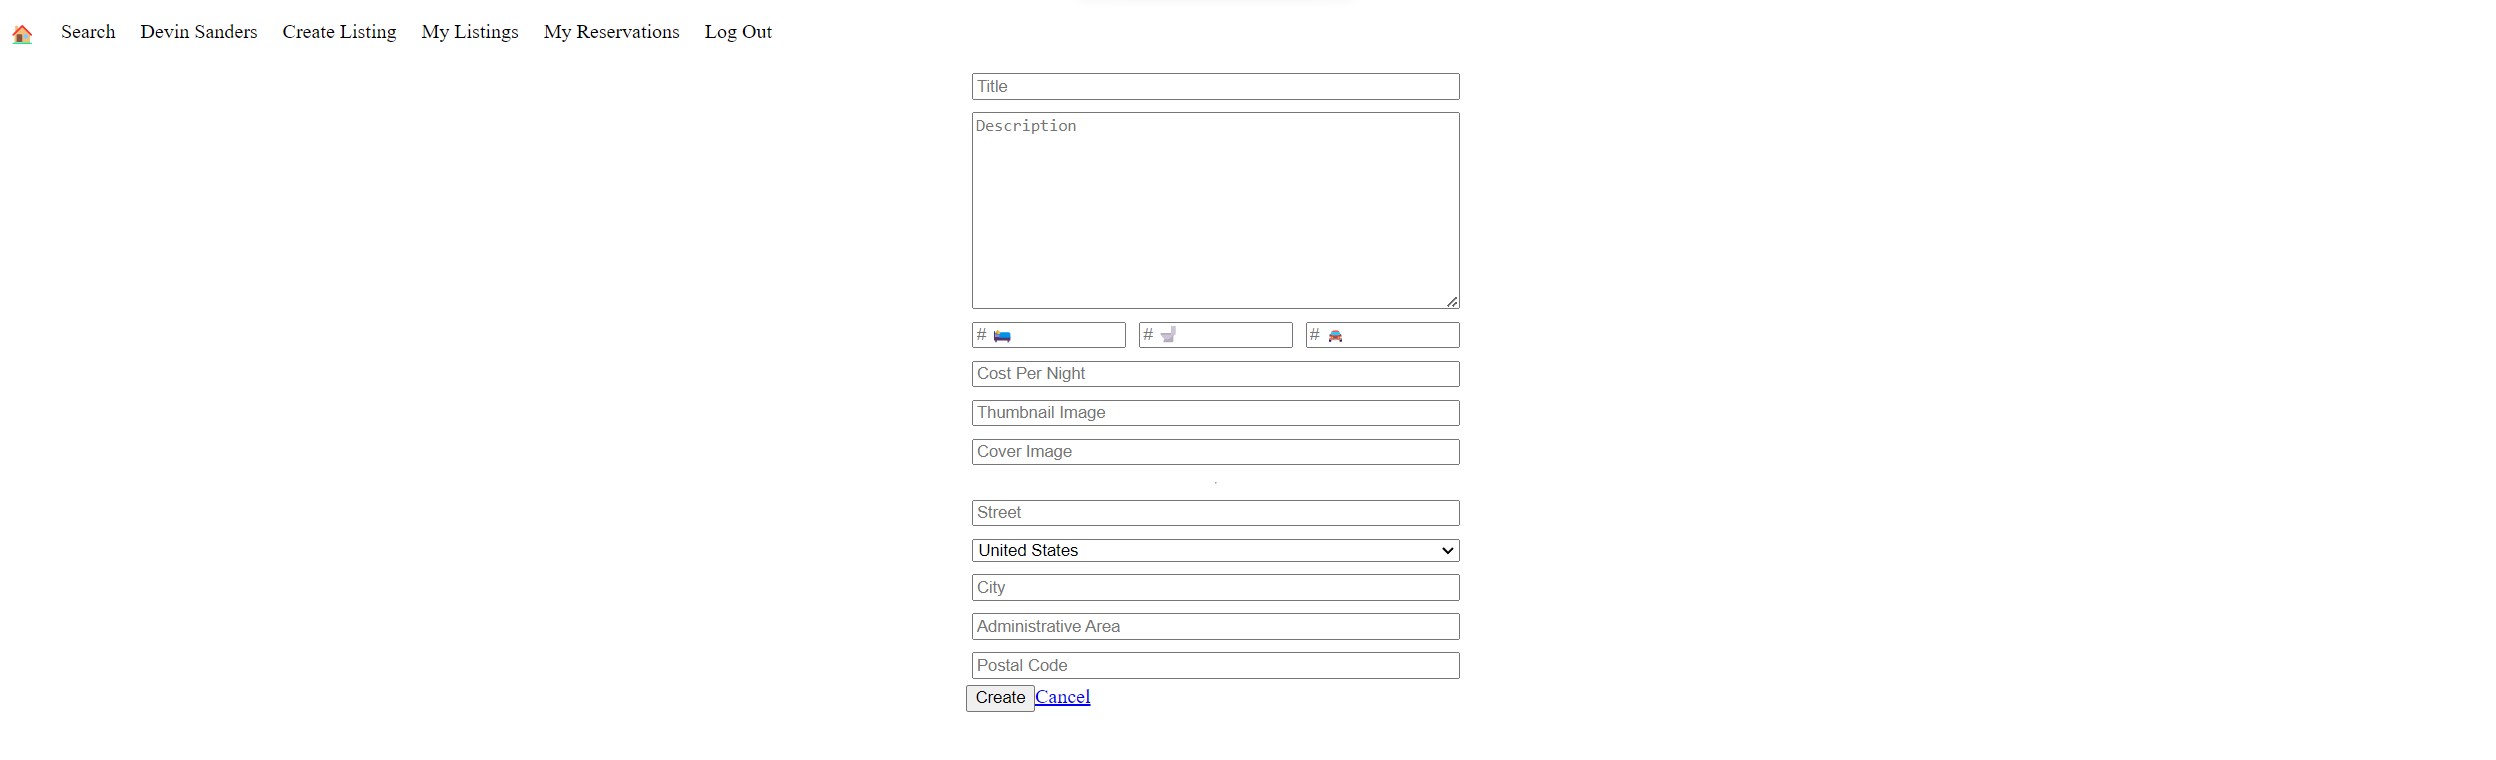 🏠 Search Devin Sanders Create Listing My Listings My Reservations Log Out
Title
Description
# 🛌 # 🚽 # 🚘
Cost Per Night
Thumbnail Image
Cover Image
Street
United States
City
Administrative Area
Postal Code
Create Cancel